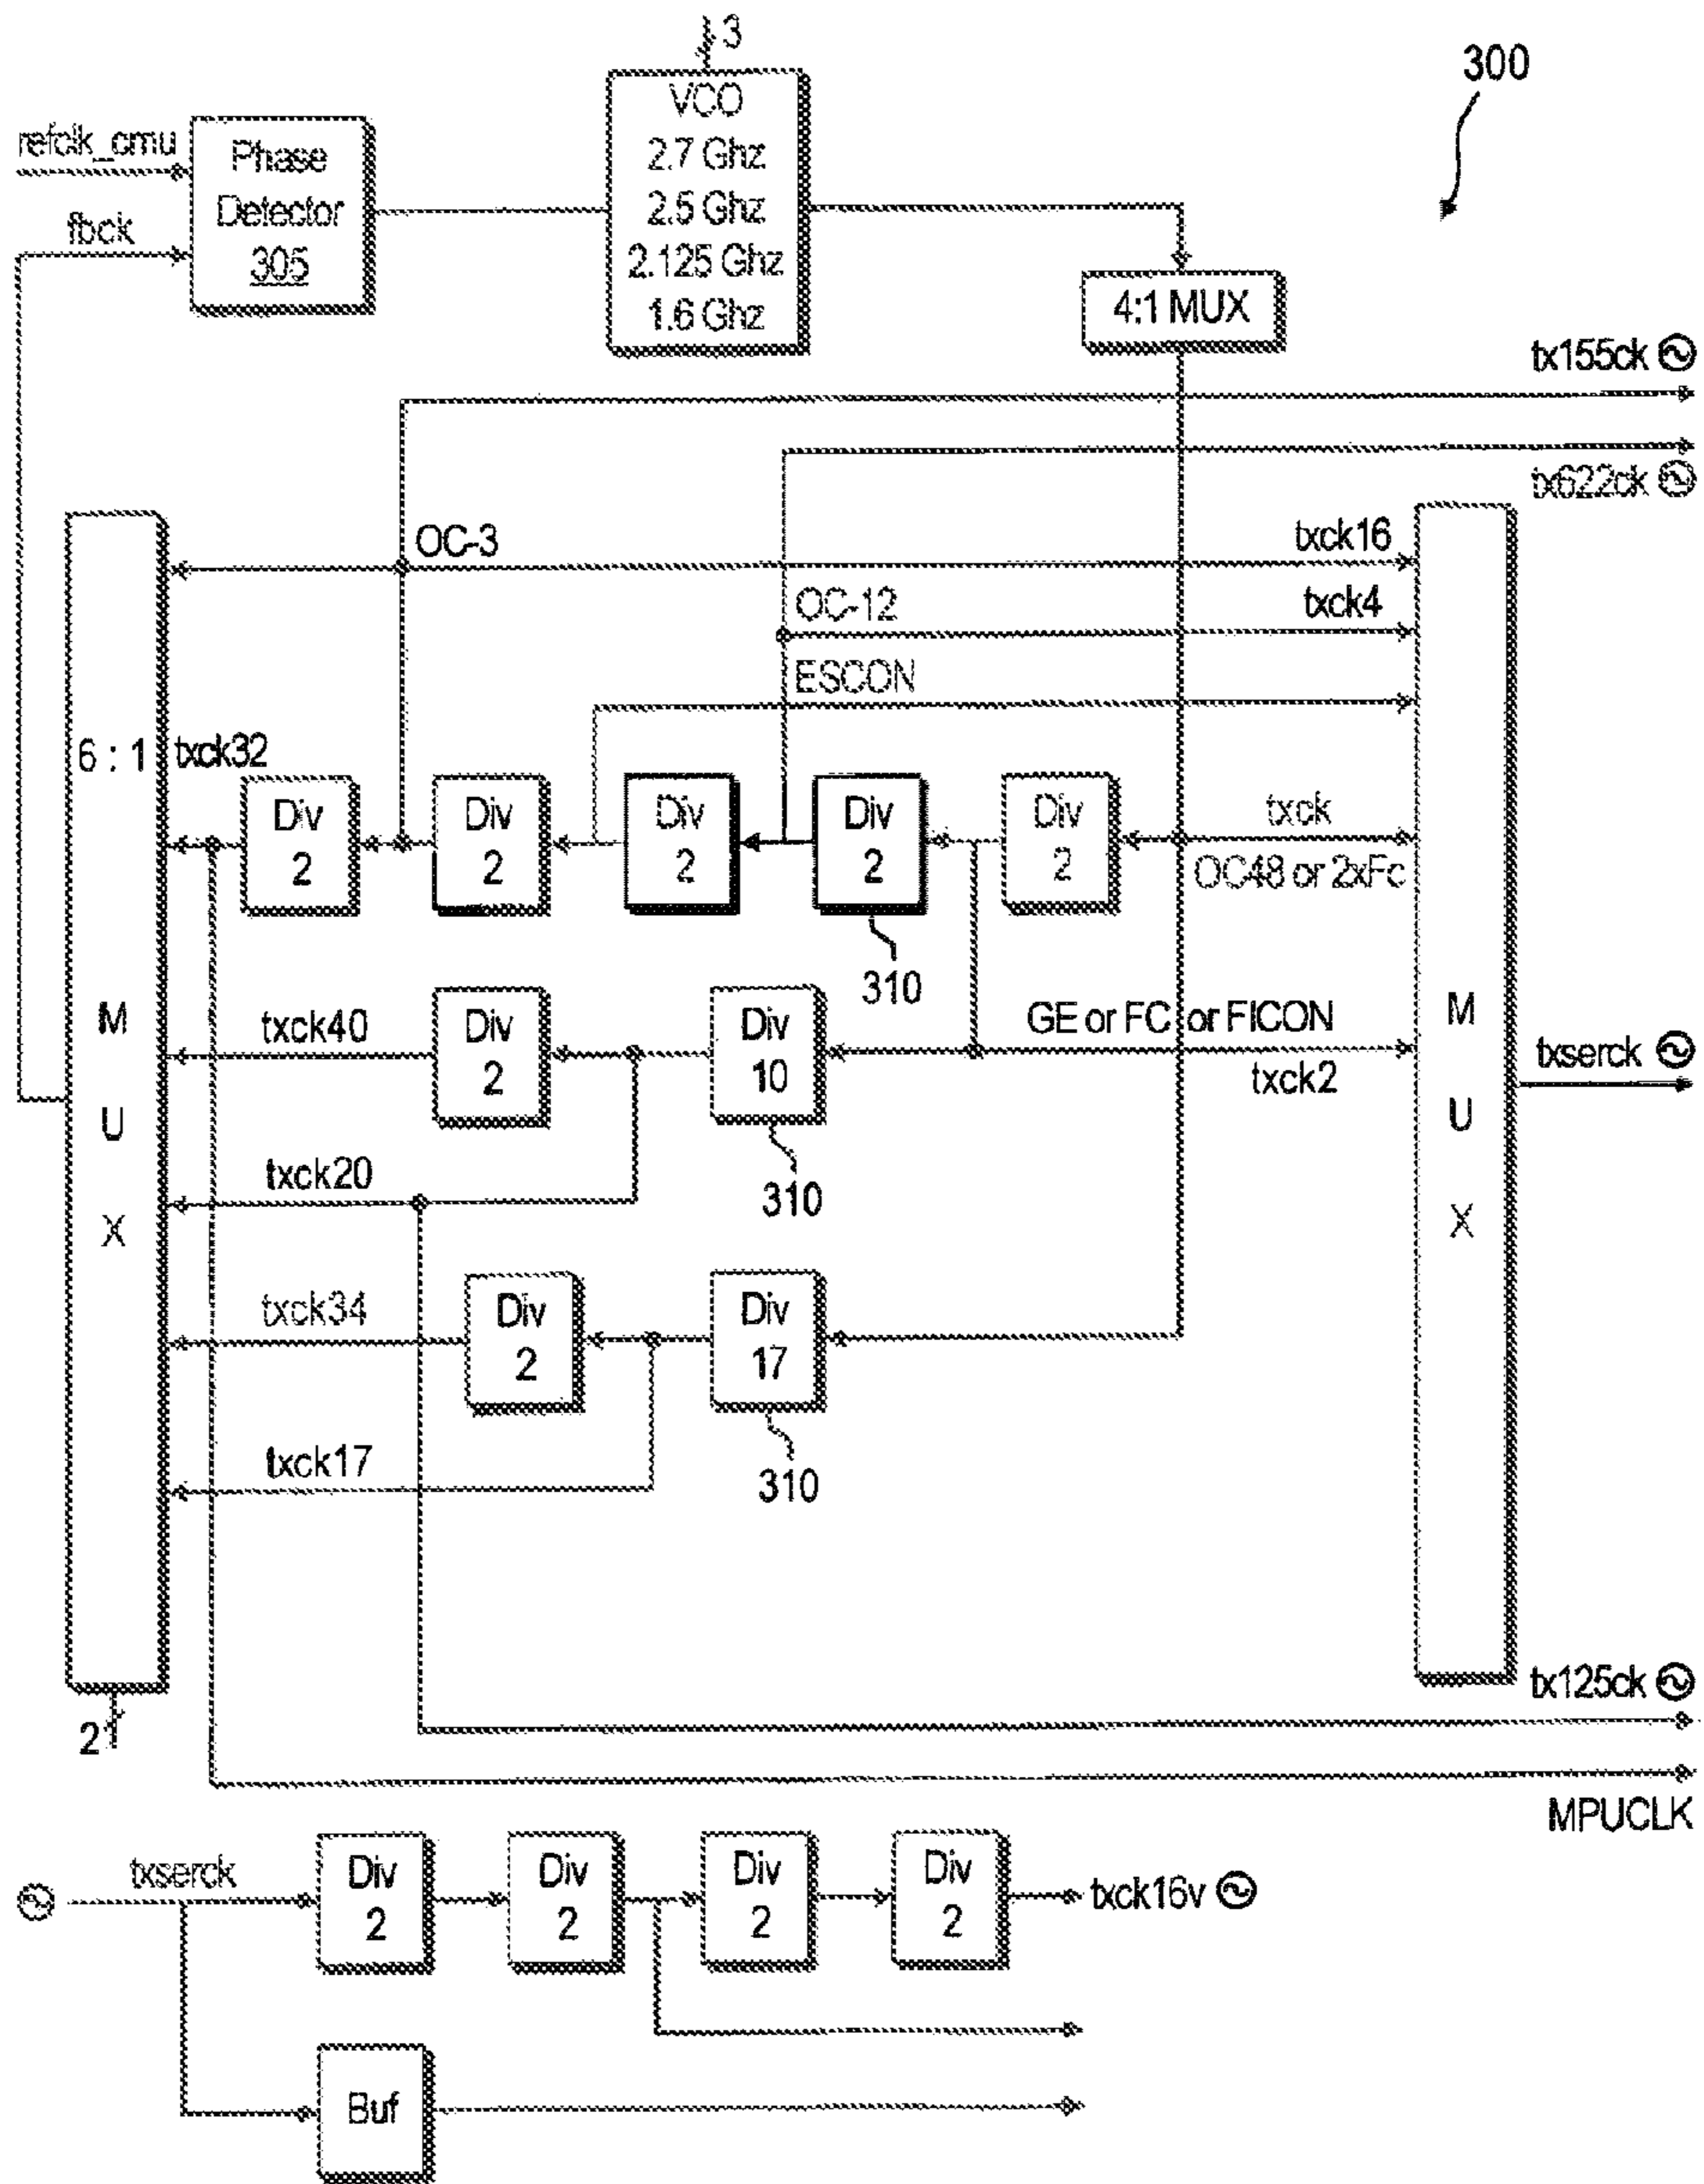 3
300
refclk_cmu
fbck
Phase
Detector
305
VCO
2.7 Ghz
2.5 Ghz
2.125 Ghz
1.6 Ghz
4:1 MUX
tx155ck
tx622ck
OC-3
txck16
OC-12
txck4
ESCON
6 : 1
M
U
X
txck32
Div
2
Div
2
Div
2
Div
2
310
Div
2
txck
OC48 or 2xFc
txck40
Div
2
Div
10
310
GE or FC or FICON
txck2
M
U
X
txserck
txck20
txck34
Div
2
Div
17
310
txck17
2
tx125ck
MPUCLK
txserck
Div
2
Div
2
Div
2
Div
2
txck16v
Buf